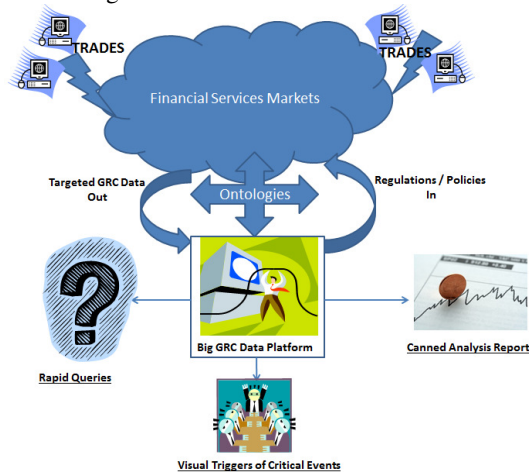 TRADES
TRADES
Financial Services Markets
Targeted GRC Data
Out
Ontologies
Regulations / Policies
In
Big GRC Data Platform
Rapid Queries
Canned Analysis Report
Visual Triggers of Critical Events